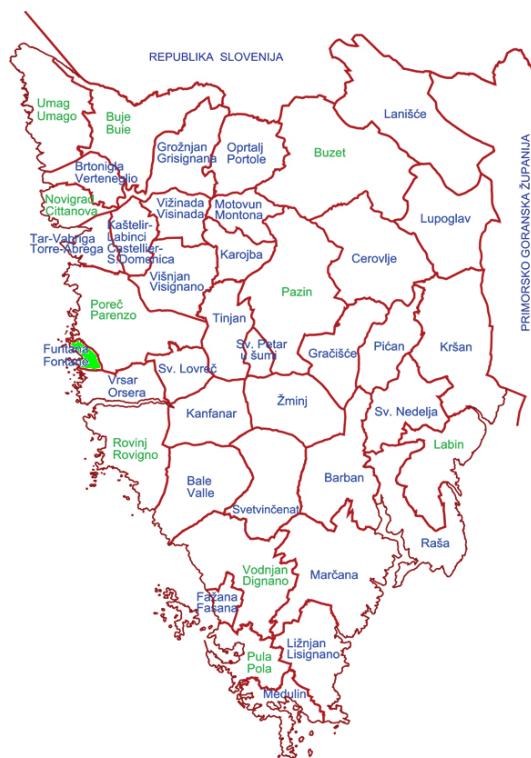 REPUBLIKA SLOVENIJA
Umag
Umago
Buje
Buie
Lanišće
Grožnjan
Grisignana
Oprtalj
Portole
Buzet
Brtonigla
Verteneglio
Novigrad
Cittanova
Vižinada
Visinada
Motovun
Montona
Lupoglav
PRIMORSKO GORANSKA ŽUPANIJA
Tar-Vabriga
Torre-Abrega
Kaštelir-
Labinci
Castellier-
S.Domenica
Karojba
Cerovlje
Višnjan
Visignano
Poreč
Parenzo
Pazin
Tinjan
Funtana
Fontane
Sv. Petar
u šumi
Gračišće
Pićan
Kršan
Vrsar
Orsera
Sv. Lovreč
Kanfanar
Žminj
Sv. Nedelja
Rovinj
Rovigno
Labin
Bale
Valle
Barban
Svetvinčenat
Raša
Vodnjan
Dignano
Marčana
Fažana
Fasana
Ližnjan
Lisignano
Pula
Pola
Medulin